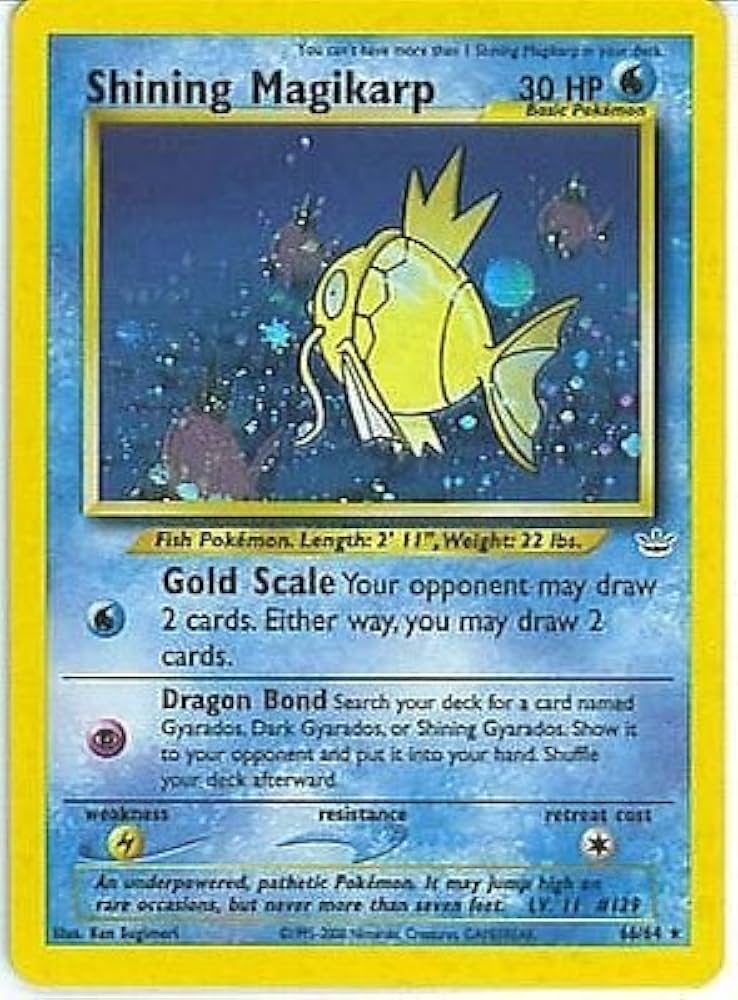 You can't have more than 1 Shining Magikarp in your deck.
Shining Magikarp 30 HP
Basic Pokémon
Fish Pokémon. Length: 2' 11", Weight: 22 lbs.
Gold Scale Your opponent may draw
2 cards. Either way, you may draw 2
cards.
Dragon Bond Search your deck for a card named
Gyarados, Dark Gyarados, or Shining Gyarados. Show it
to your opponent and put it into your hand. Shuffle
your deck afterward.
weakness resistance retreat cost
An underpowered, pathetic Pokémon. It may jump high on
rare occasions, but never more than seven feet. LV. 11 #129
Illus. Ken Sugimori ©1995-2000 Nintendo, Creatures, GAMEFREAK. 66/64